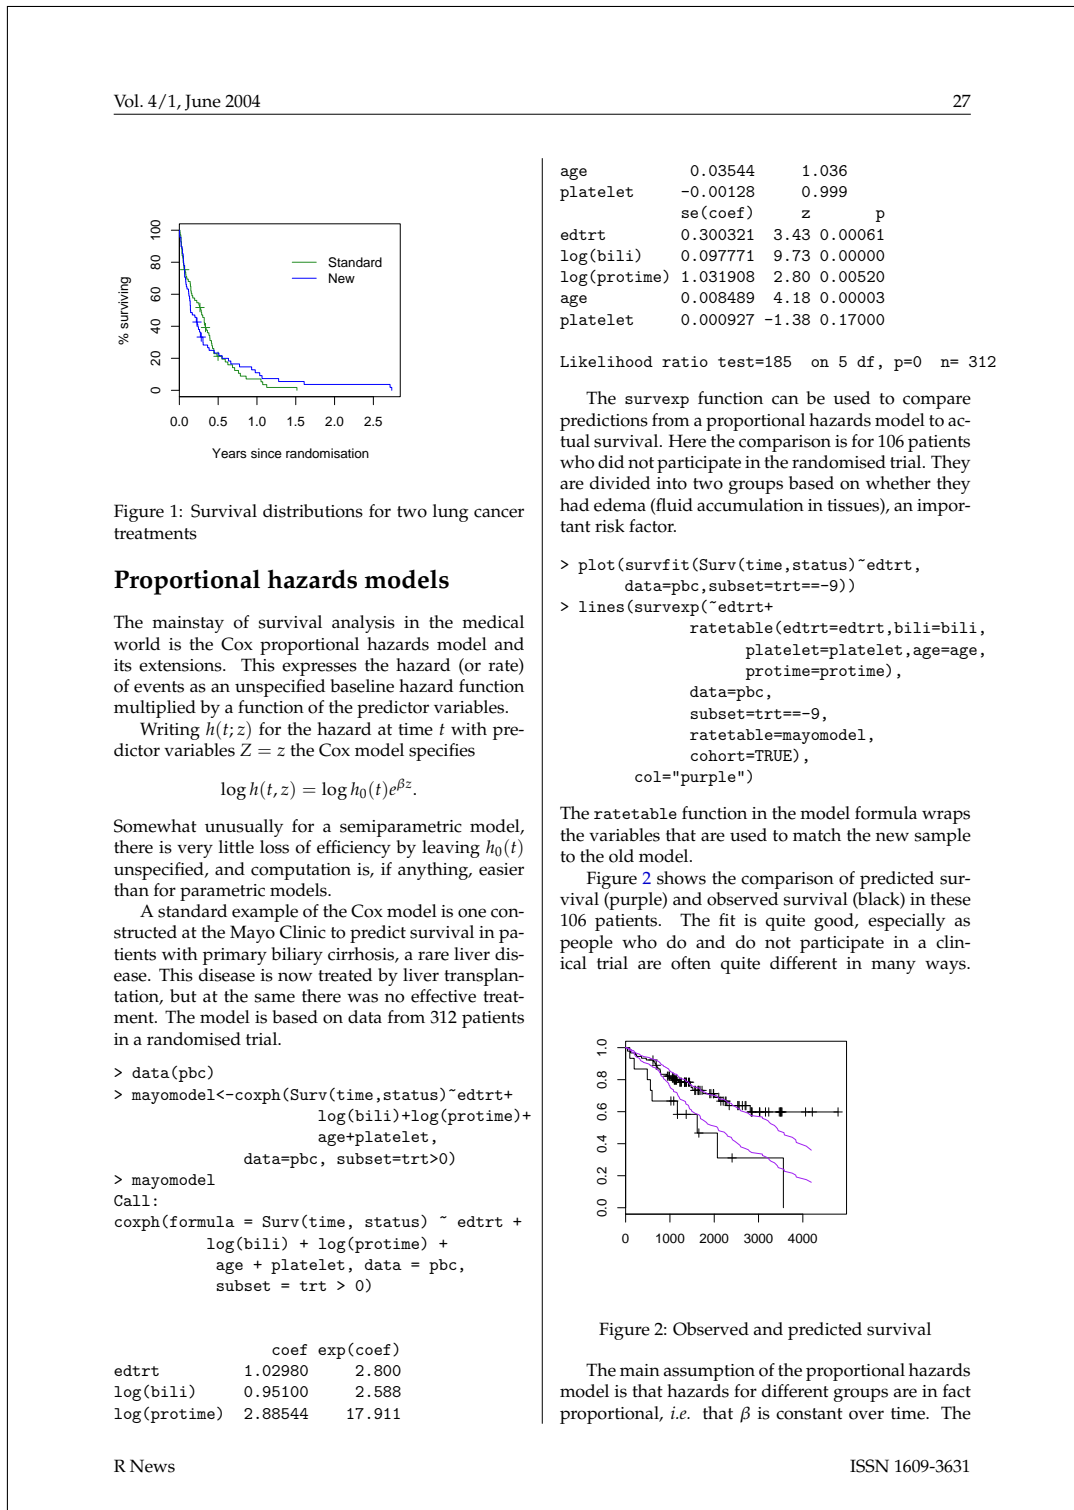 Vol. 4/1, June 2004 27
100
80
60
40
20
0
% surviving
Standard
New
0.0 0.5 1.0 1.5 2.0 2.5
Years since randomisation
Figure 1: Survival distributions for two lung cancer
treatments
Proportional hazards models
The mainstay of survival analysis in the medical
world is the Cox proportional hazards model and
its extensions. This expresses the hazard (or rate)
of events as an unspecified baseline hazard function
multiplied by a function of the predictor variables.
Writing h(t; z) for the hazard at time t with pre-
dictor variables Z = z the Cox model specifies
log h(t, z) = log h₀(t)e^{βz}.
Somewhat unusually for a semiparametric model,
there is very little loss of efficiency by leaving h₀(t)
unspecified, and computation is, if anything, easier
than for parametric models.
A standard example of the Cox model is one con-
structed at the Mayo Clinic to predict survival in pa-
tients with primary biliary cirrhosis, a rare liver dis-
ease. This disease is now treated by liver transplan-
tation, but at the same there was no effective treat-
ment. The model is based on data from 312 patients
in a randomised trial.
> data(pbc)
> mayomodel<-coxph(Surv(time,status)~edtrt+
log(bili)+log(protime)+
age+platelet,
data=pbc, subset=trt>0)
> mayomodel
Call:
coxph(formula = Surv(time, status) ~ edtrt +
log(bili) + log(protime) +
age + platelet, data = pbc,
subset = trt > 0)
coef exp(coef)
edtrt 1.02980 2.800
log(bili) 0.95100 2.588
log(protime) 2.88544 17.911
age 0.03544 1.036
platelet -0.00128 0.999
se(coef) z p
edtrt 0.300321 3.43 0.00061
log(bili) 0.097771 9.73 0.00000
log(protime) 1.031908 2.80 0.00520
age 0.008489 4.18 0.00003
platelet 0.000927 -1.38 0.17000
Likelihood ratio test=185 on 5 df, p=0 n= 312
The survexp function can be used to compare
predictions from a proportional hazards model to ac-
tual survival. Here the comparison is for 106 patients
who did not participate in the randomised trial. They
are divided into two groups based on whether they
had edema (fluid accumulation in tissues), an impor-
tant risk factor.
> plot(survfit(Surv(time,status)~edtrt,
data=pbc,subset=trt==-9))
> lines(survexp(~edtrt+
ratetable(edtrt=edtrt,bili=bili,
platelet=platelet,age=age,
protime=protime),
data=pbc,
subset=trt==-9,
ratetable=mayomodel,
cohort=TRUE),
col="purple")
The ratetable function in the model formula wraps
the variables that are used to match the new sample
to the old model.
Figure 2 shows the comparison of predicted sur-
vival (purple) and observed survival (black) in these
106 patients. The fit is quite good, especially as
people who do and do not participate in a clin-
ical trial are often quite different in many ways.
1.0
0.8
0.6
0.4
0.2
0.0
0 1000 2000 3000 4000
Figure 2: Observed and predicted survival
The main assumption of the proportional hazards
model is that hazards for different groups are in fact
proportional, i.e. that β is constant over time. The
R News ISSN 1609-3631